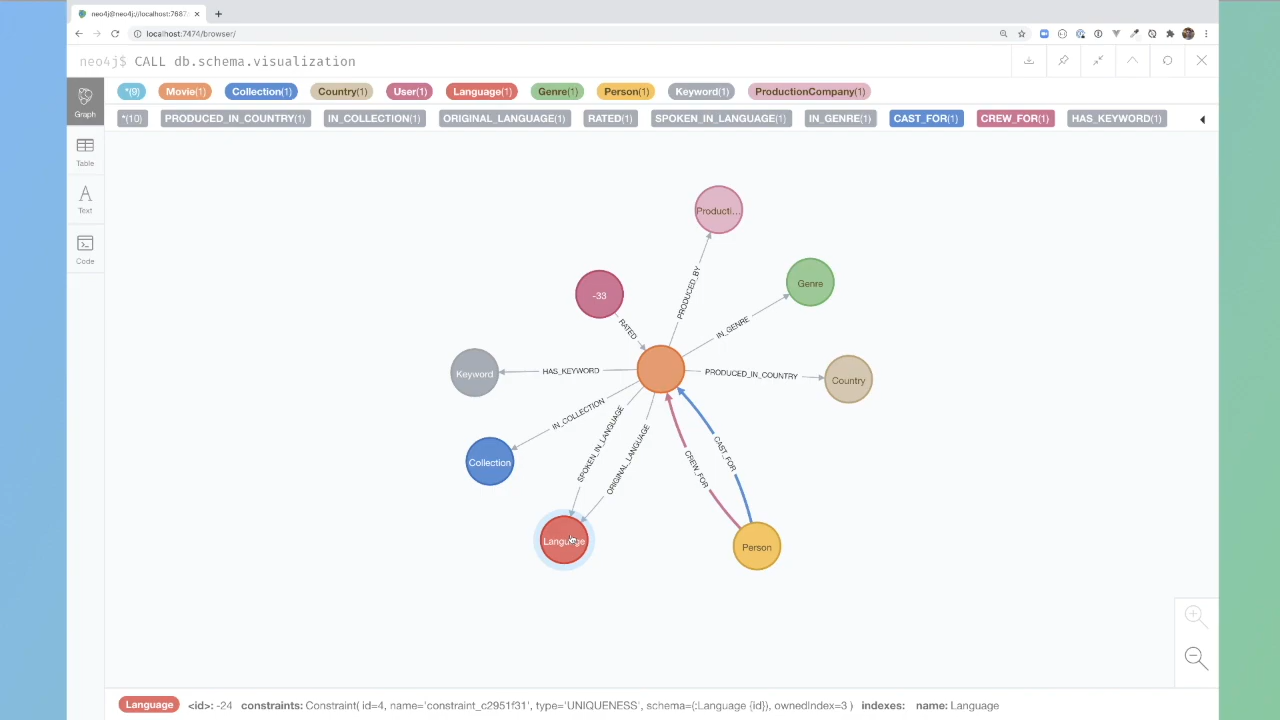 neo4j@neo4j://localhost:7687
localhost:7474/browser/
neo4j$ CALL db.schema.visualization
*(9) Movie(1) Collection(1) Country(1) User(1) Language(1) Genre(1) Person(1) Keyword(1) ProductionCompany(1)
*(10) PRODUCED_IN_COUNTRY(1) IN_COLLECTION(1) ORIGINAL_LANGUAGE(1) RATED(1) SPOKEN_IN_LANGUAGE(1) IN_GENRE(1) CAST_FOR(1) CREW_FOR(1) HAS_KEYWORD(1)
Graph
Table
A
Text
Code
Producti...
PRODUCED_BY
Genre
-33
RATED
IN_GENRE
Keyword
HAS_KEYWORD
PRODUCED_IN_COUNTRY
Country
IN_COLLECTION
SPOKEN_IN_LANGUAGE
ORIGINAL_LANGUAGE
CREW_FOR
CAST_FOR
Collection
Language
Person
Language <id>: -24 constraints: Constraint( id=4, name='constraint_c2951f31', type='UNIQUENESS', schema=(:Language {id}), ownedIndex=3 ) indexes: name: Language